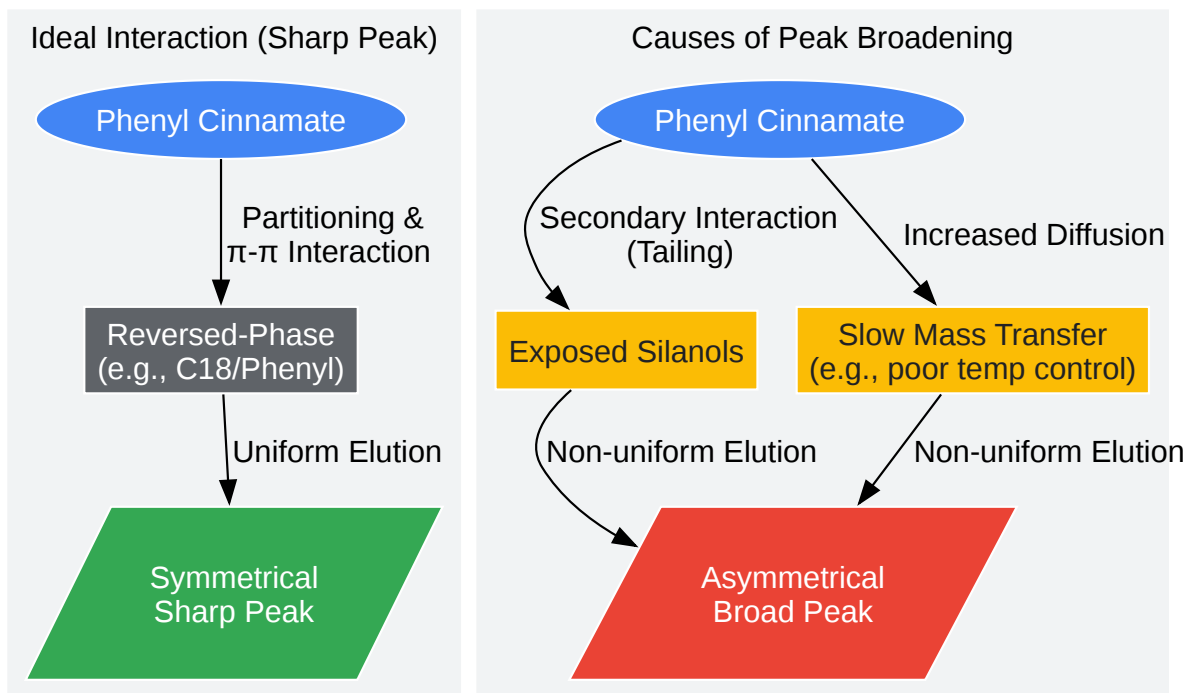 Ideal Interaction (Sharp Peak)
Phenyl Cinnamate
Partitioning &
π-π Interaction
Reversed-Phase
(e.g., C18/Phenyl)
Uniform Elution
Symmetrical
Sharp Peak
Causes of Peak Broadening
Phenyl Cinnamate
Secondary Interaction
(Tailing)
Increased Diffusion
Exposed Silanols
Slow Mass Transfer
(e.g., poor temp control)
Non-uniform Elution
Non-uniform Elution
Asymmetrical
Broad Peak